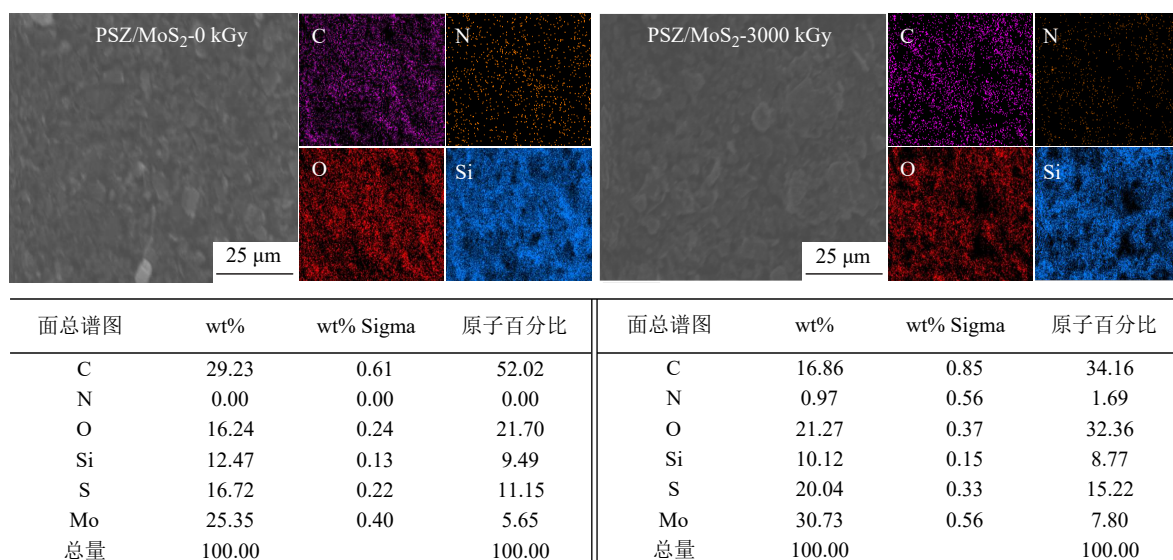 PSZ/MoS₂-0 kGy
C
N
O
Si
25 μm
PSZ/MoS₂-3000 kGy
C
N
O
Si
25 μm
面总谱图 wt% wt% Sigma 原子百分比
C 29.23 0.61 52.02
N 0.00 0.00 0.00
O 16.24 0.24 21.70
Si 12.47 0.13 9.49
S 16.72 0.22 11.15
Mo 25.35 0.40 5.65
总量 100.00 100.00
面总谱图 wt% wt% Sigma 原子百分比
C 16.86 0.85 34.16
N 0.97 0.56 1.69
O 21.27 0.37 32.36
Si 10.12 0.15 8.77
S 20.04 0.33 15.22
Mo 30.73 0.56 7.80
总量 100.00 100.00